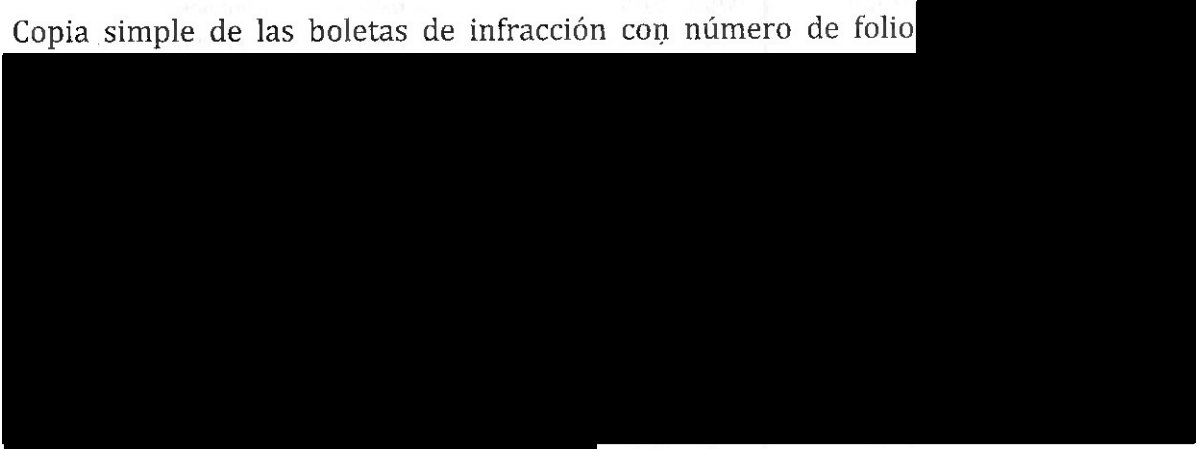 Copia simple de las boletas de infracción con número de folio